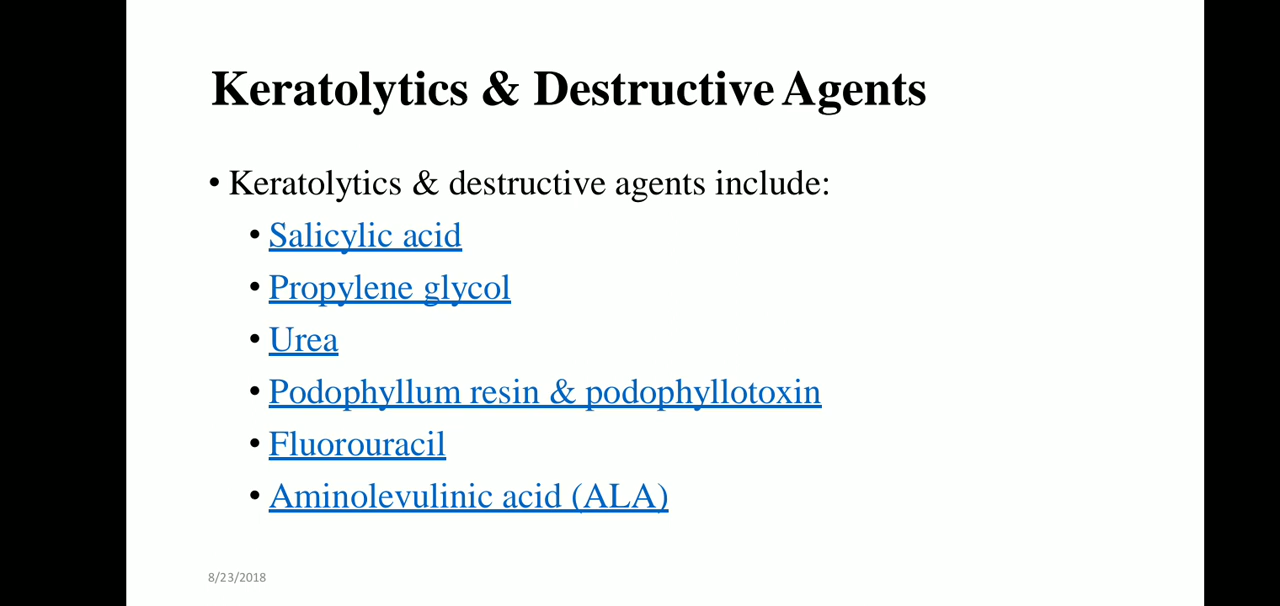 Keratolytics & Destructive Agents
• Keratolytics & destructive agents include:
• Salicylic acid
• Propylene glycol
• Urea
• Podophyllum resin & podophyllotoxin
• Fluorouracil
• Aminolevulinic acid (ALA)
8/23/2018